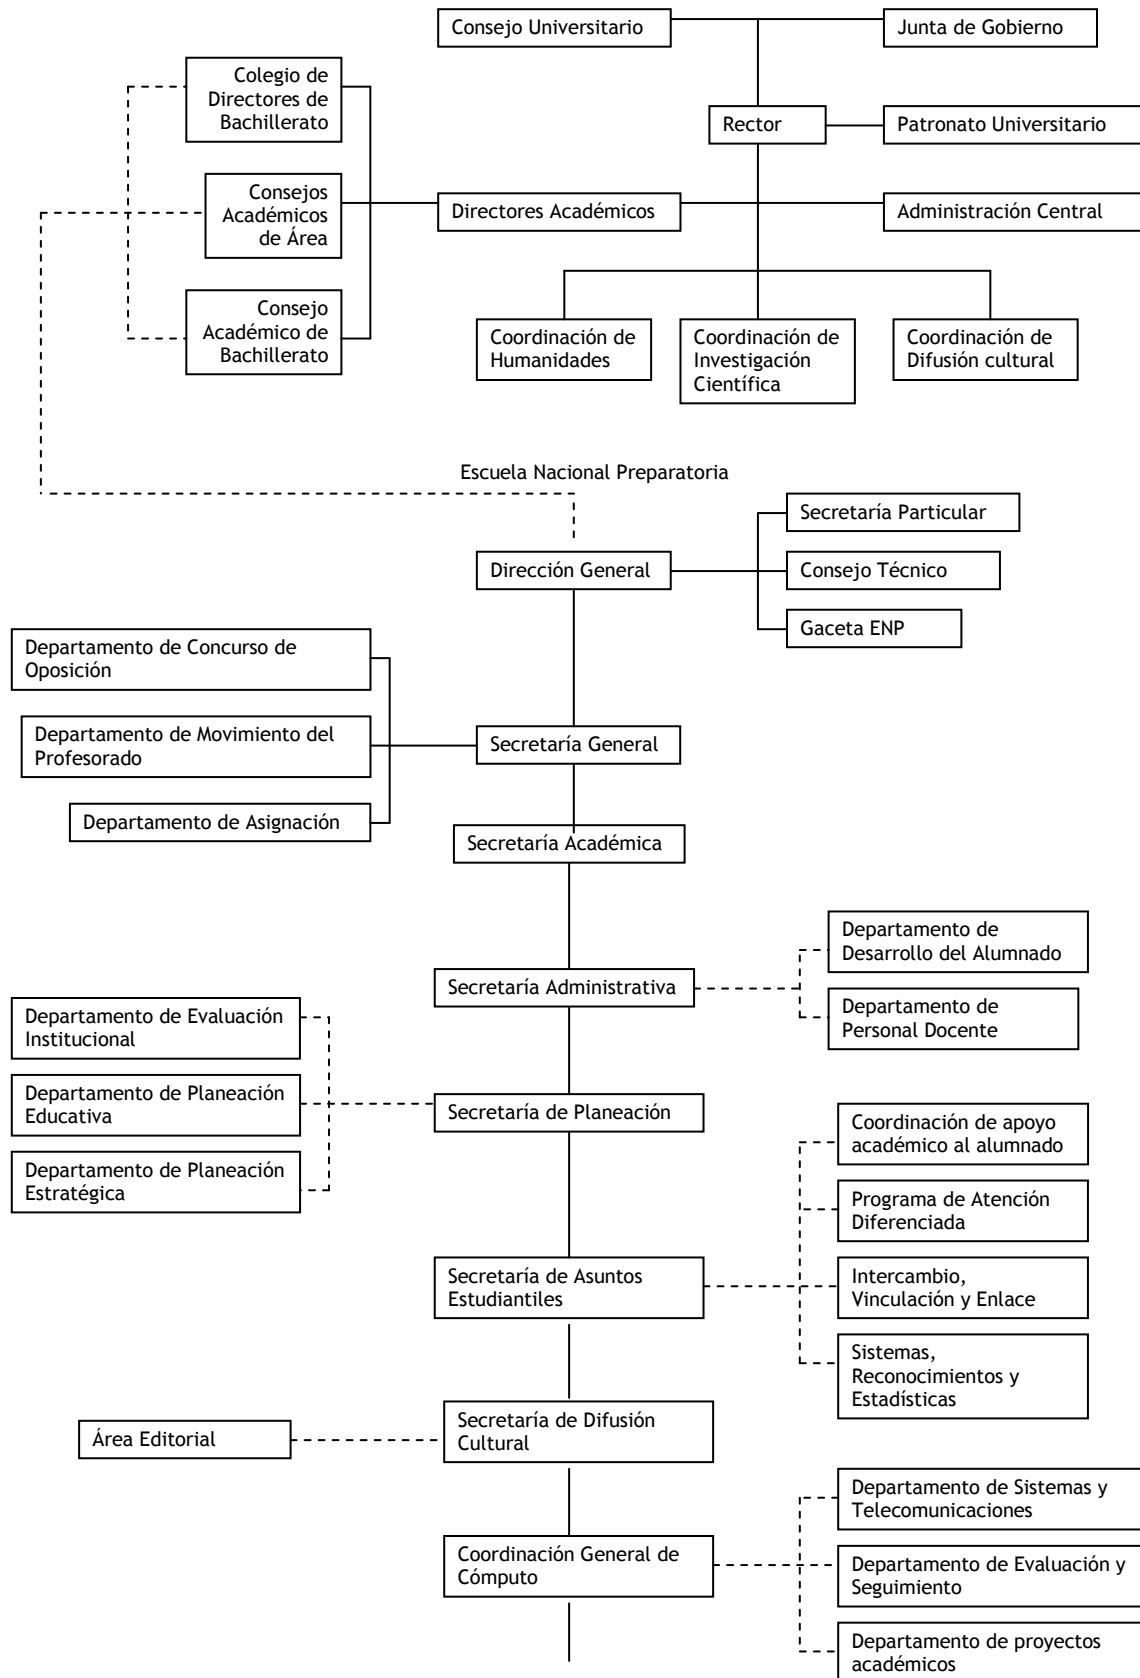 Consejo Universitario
Junta de Gobierno
Colegio de
Directores de
Bachillerato
Rector
Patronato Universitario
Consejos
Académicos
de Área
Directores Académicos
Administración Central
Consejo
Académico de
Bachillerato
Coordinación de
Humanidades
Coordinación de
Investigación
Científica
Coordinación de
Difusión cultural
Escuela Nacional Preparatoria
Secretaría Particular
Dirección General
Consejo Técnico
Gaceta ENP
Departamento de Concurso de
Oposición
Departamento de Movimiento del
Profesorado
Secretaría General
Departamento de Asignación
Secretaría Académica
Departamento de
Desarrollo del Alumnado
Secretaría Administrativa
Departamento de
Personal Docente
Departamento de Evaluación
Institucional
Departamento de Planeación
Educativa
Secretaría de Planeación
Departamento de Planeación
Estratégica
Coordinación de apoyo
académico al alumnado
Programa de Atención
Diferenciada
Secretaría de Asuntos
Estudiantiles
Intercambio,
Vinculación y Enlace
Sistemas,
Reconocimientos y
Estadísticas
Área Editorial
Secretaría de Difusión
Cultural
Departamento de Sistemas y
Telecomunicaciones
Coordinación General de
Cómputo
Departamento de Evaluación y
Seguimiento
Departamento de proyectos
académicos